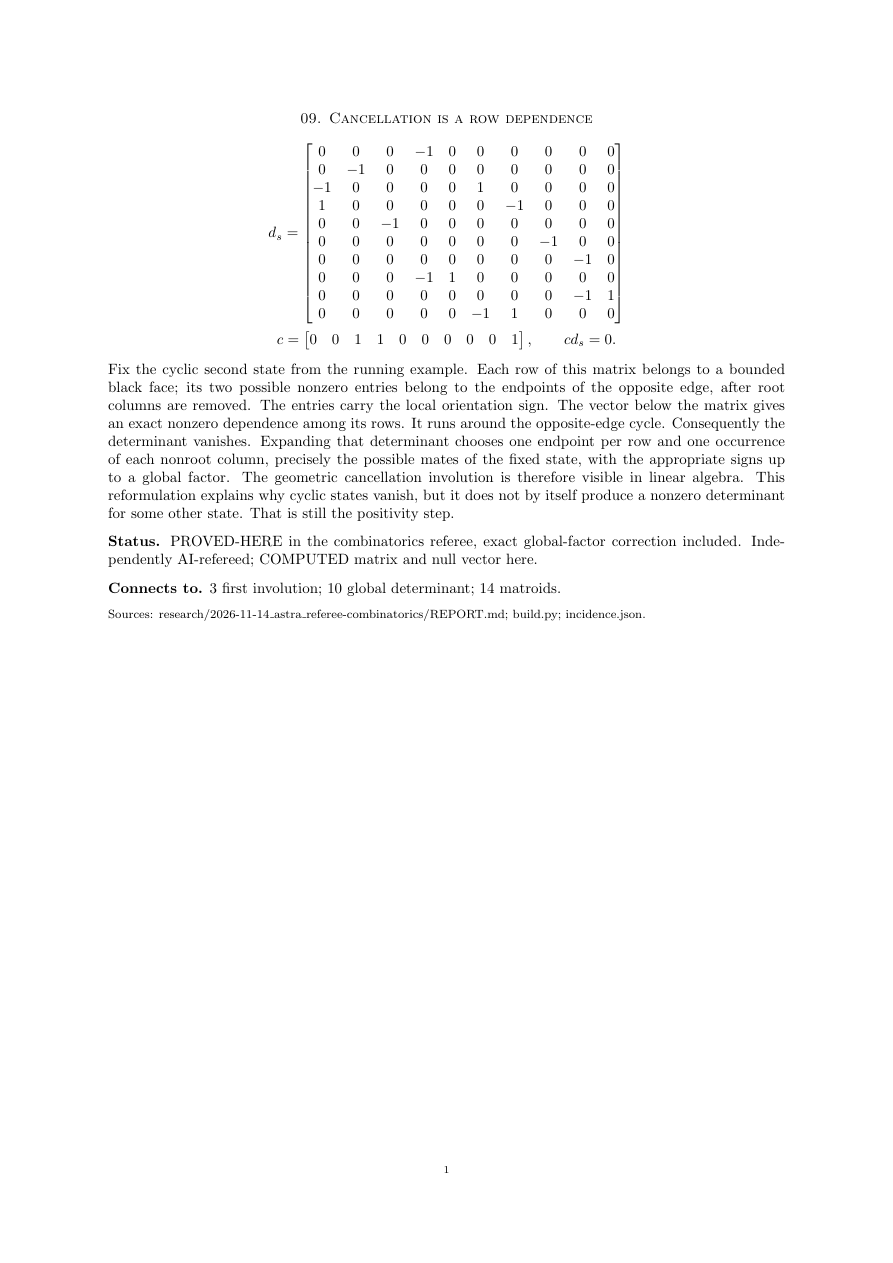 09. Cancellation is a row dependence
0 0 0 −1 0 0 0 0 0 0
0 −1 0 0 0 0 0 0 0 0
−1 0 0 0 0 1 0 0 0 0
1 0 0 0 0 0 −1 0 0 0
0 0 −1 0 0 0 0 0 0 0
d_s =
0 0 0 0 0 0 0 −1 0 0
0 0 0 0 0 0 0 0 −1 0
0 0 0 −1 1 0 0 0 0 0
0 0 0 0 0 0 0 0 −1 1
0 0 0 0 0 −1 1 0 0 0
c = [0 0 1 1 0 0 0 0 0 1] , cd_s = 0.
Fix the cyclic second state from the running example. Each row of this matrix belongs to a bounded
black face; its two possible nonzero entries belong to the endpoints of the opposite edge, after root
columns are removed. The entries carry the local orientation sign. The vector below the matrix gives
an exact nonzero dependence among its rows. It runs around the opposite-edge cycle. Consequently the
determinant vanishes. Expanding that determinant chooses one endpoint per row and one occurrence
of each nonroot column, precisely the possible mates of the fixed state, with the appropriate signs up
to a global factor. The geometric cancellation involution is therefore visible in linear algebra. This
reformulation explains why cyclic states vanish, but it does not by itself produce a nonzero determinant
for some other state. That is still the positivity step.
Status. PROVED-HERE in the combinatorics referee, exact global-factor correction included. Inde-
pendently AI-refereed; COMPUTED matrix and null vector here.
Connects to. 3 first involution; 10 global determinant; 14 matroids.
Sources: research/2026-11-14_astra_referee-combinatorics/REPORT.md; build.py; incidence.json.
1